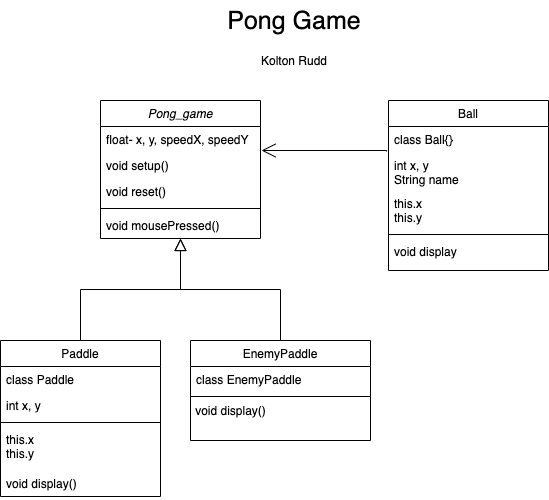 Pong Game
Kolton Rudd
Pong_game
float- x, y, speedX, speedY
void setup()
void reset()
void mousePressed()
Ball
class Ball{}
int x, y
String name
this.x
this.y
void display
Paddle
class Paddle
int x, y
this.x
this.y
void display()
EnemyPaddle
class EnemyPaddle
void display()